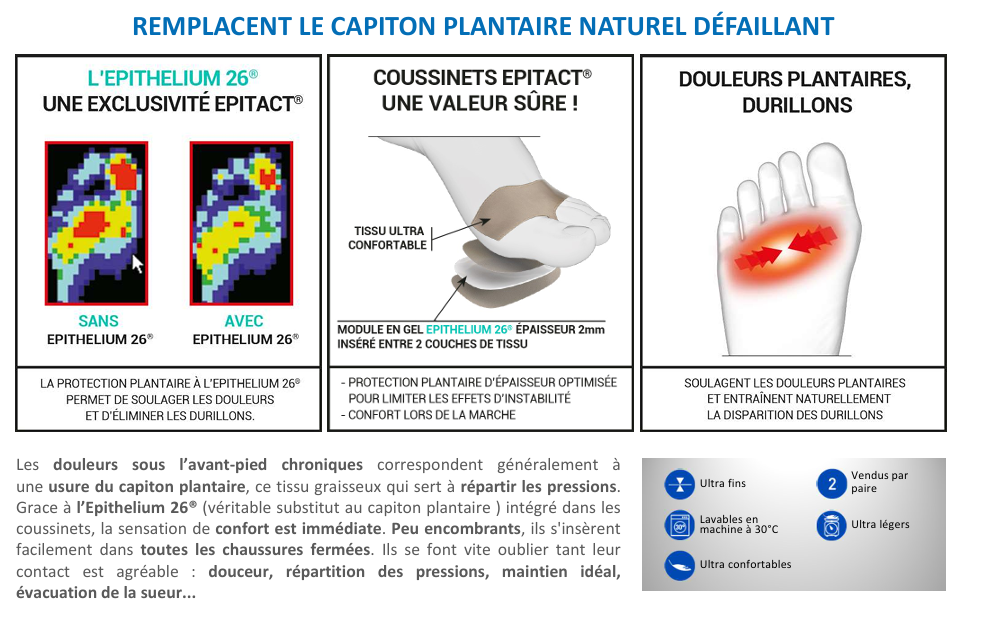 REMPLACENT LE CAPITON PLANTAIRE NATUREL DÉFAILLANT
L'EPITHELIUM 26®
UNE EXCLUSIVITÉ EPITACT®
SANS
EPITHELIUM 26®
AVEC
EPITHELIUM 26®
LA PROTECTION PLANTAIRE À L'EPITHELIUM 26®
PERMET DE SOULAGER LES DOULEURS
ET D'ÉLIMINER LES DURILLONS.
COUSSINETS EPITACT®
UNE VALEUR SÛRE !
TISSU ULTRA
CONFORTABLE
MODULE EN GEL EPITHELIUM 26® ÉPAISSEUR 2mm
INSÉRÉ ENTRE 2 COUCHES DE TISSU
- PROTECTION PLANTAIRE D'ÉPAISSEUR OPTIMISÉE
POUR LIMITER LES EFFETS D'INSTABILITÉ
- CONFORT LORS DE LA MARCHE
DOULEURS PLANTAIRES,
DURILLONS
SOULAGENT LES DOULEURS PLANTAIRES
ET ENTRAÎNENT NATURELLEMENT
LA DISPARITION DES DURILLONS
Les douleurs sous l'avant-pied chroniques correspondent généralement à
une usure du capiton plantaire, ce tissu graisseux qui sert à répartir les pressions.
Grace à l'Epithelium 26® (véritable substitut au capiton plantaire ) intégré dans les
coussinets, la sensation de confort est immédiate. Peu encombrants, ils s'insèrent
facilement dans toutes les chaussures fermées. Ils se font vite oublier tant leur
contact est agréable : douceur, répartition des pressions, maintien idéal,
évacuation de la sueur...
Ultra fins
2
Vendus par
paire
30°
Lavables en
machine à 30°C
Ultra légers
Ultra confortables